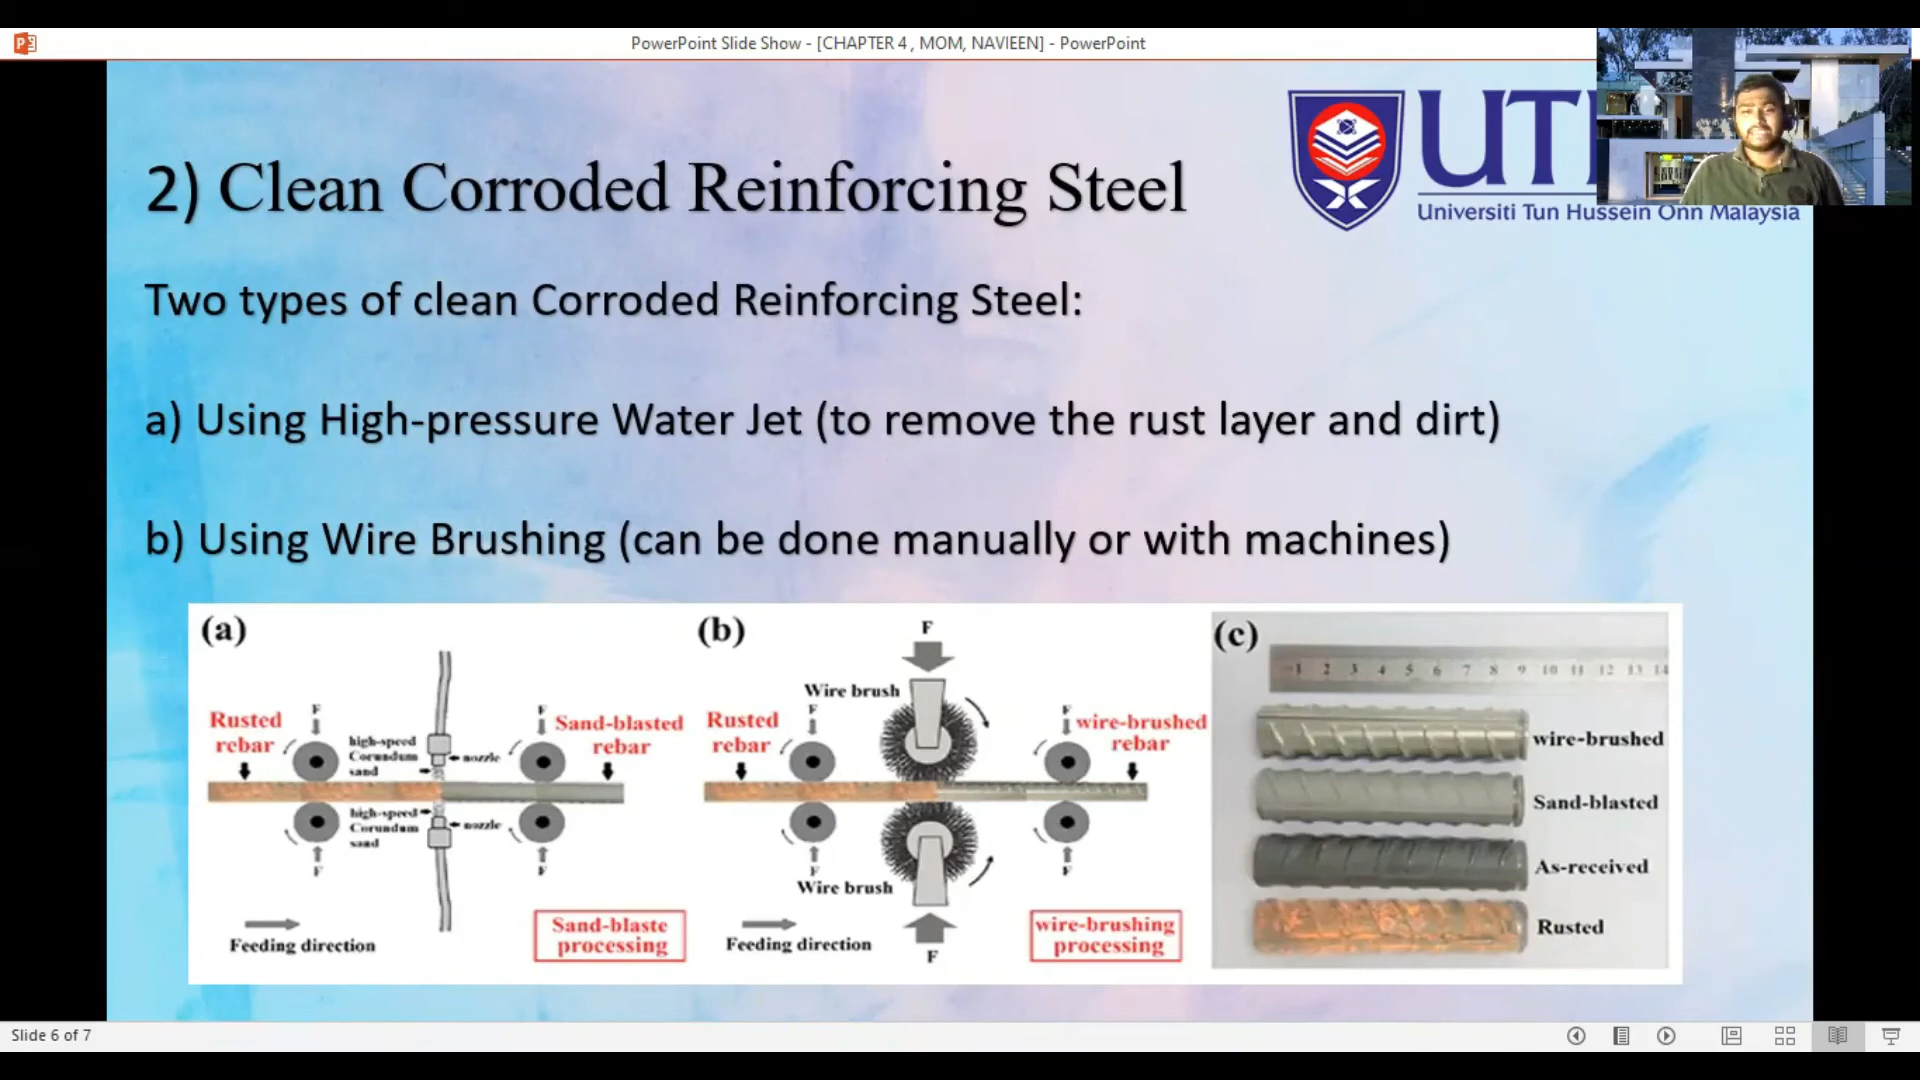 PowerPoint Slide Show - [CHAPTER 4 , MOM, NAVIEEN] - PowerPoint
UT
Universiti Tun Hussein Onn Malaysia
2) Clean Corroded Reinforcing Steel
Two types of clean Corroded Reinforcing Steel:
a) Using High-pressure Water Jet (to remove the rust layer and dirt)
b) Using Wire Brushing (can be done manually or with machines)
(a)
F
F
Rusted
rebar
high-speed
Corundum
sand
nozzle
Sand-blasted
rebar
high-speed
Corundum
sand
nozzle
F
F
Feeding direction
Sand-blaste
processing
(b)
F
Wire brush
F
F
Rusted
rebar
wire-brushed
rebar
F
F
Wire brush
F
Feeding direction
wire-brushing
processing
(c)
1 2 3 4 5 6 7 8 9 10 11 12 13 14
wire-brushed
Sand-blasted
As-received
Rusted
Slide 6 of 7